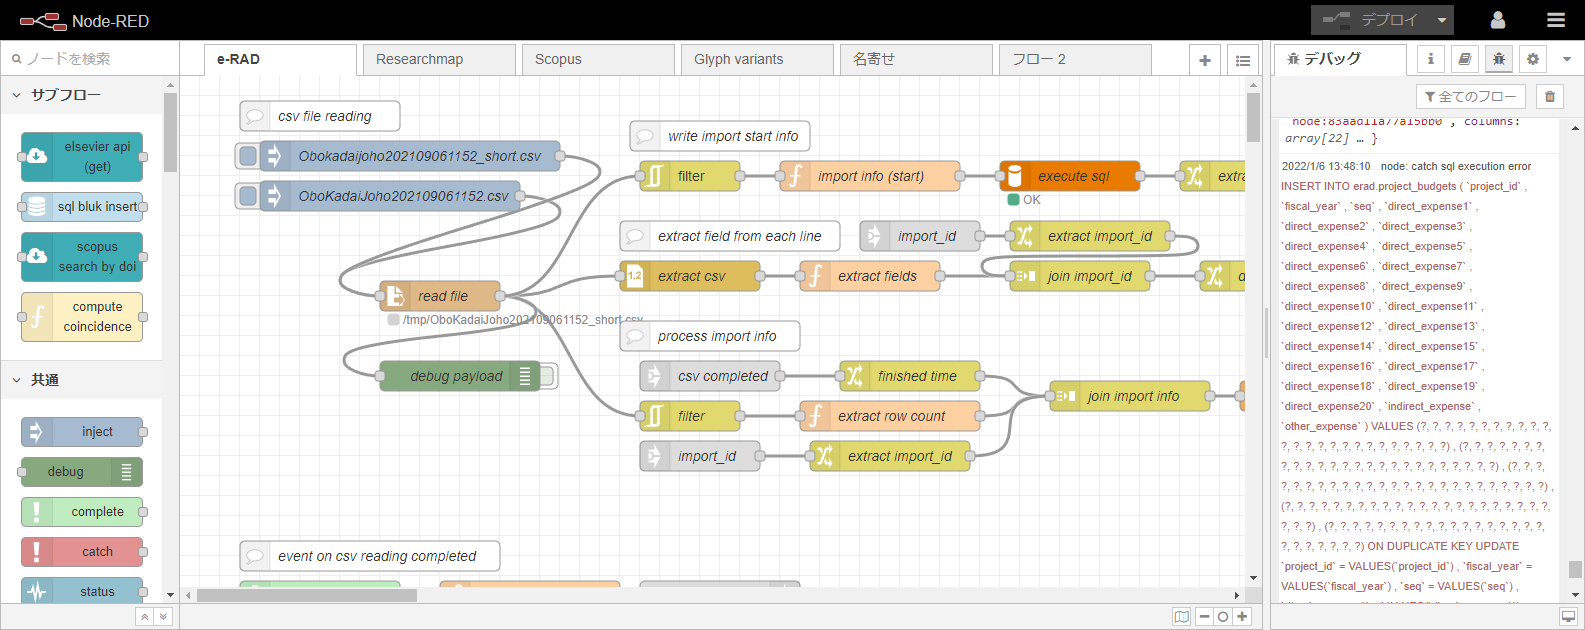 Node-RED
デプロイ
ノードを検索
e-RAD
Researchmap
Scopus
Glyph variants
名寄せ
フロー 2
デバッグ
全てのフロー
サブフロー
elsevier api
(get)
sql bluk insert
scopus
search by doi
compute
coincidence
共通
inject
debug
complete
catch
status
csv file reading
Obokadaijoho202109061152_short.csv
OboKadaiJoho202109061152.csv
read file
/tmp/OboKadaiJoho202109061152_short.csv
debug payload
write import start info
filter
import info (start)
execute sql
OK
extract field from each line
import_id
extract import_id
1,2
extract csv
extract fields
join import_id
process import info
csv completed
finished time
filter
extract row count
join import info
import_id
extract import_id
event on csv reading completed
array[22] … }
2022/1/6 13:48:10 node: catch sql execution error
INSERT INTO erad.project_budgets ( `project_id` ,
`fiscal_year` , `seq` , `direct_expense1` ,
`direct_expense2` , `direct_expense3` ,
`direct_expense4` , `direct_expense5` ,
`direct_expense6` , `direct_expense7` ,
`direct_expense8` , `direct_expense9` ,
`direct_expense10` , `direct_expense11` ,
`direct_expense12` , `direct_expense13` ,
`direct_expense14` , `direct_expense15` ,
`direct_expense16` , `direct_expense17` ,
`direct_expense18` , `direct_expense19` ,
`direct_expense20` , `indirect_expense` ,
`other_expense` ) VALUES (?, ?, ?, ?, ?, ?, ?, ?, ?, ?, ?,
?, ?, ?, ?, ?, ?, ?, ?, ?, ?, ?, ?, ?, ?) , (?, ?, ?, ?, ?, ?, ?,
?, ?, ?, ?, ?, ?, ?, ?, ?, ?, ?, ?, ?, ?, ?, ?, ?, ?) , (?, ?, ?,
?, ?, ?, ?, ?, ?, ?, ?, ?, ?, ?, ?, ?, ?, ?, ?, ?, ?, ?, ?, ?, ?) ,
(?, ?, ?, ?, ?, ?, ?, ?, ?, ?, ?, ?, ?, ?, ?, ?, ?, ?, ?, ?, ?, ?,
?, ?, ?) , (?, ?, ?, ?, ?, ?, ?, ?, ?, ?, ?, ?, ?, ?, ?, ?, ?, ?,
?, ?, ?, ?, ?, ?, ?) ON DUPLICATE KEY UPDATE
`project_id` = VALUES(`project_id`) , `fiscal_year` =
VALUES(`fiscal_year`) , `seq` = VALUES(`seq`) ,